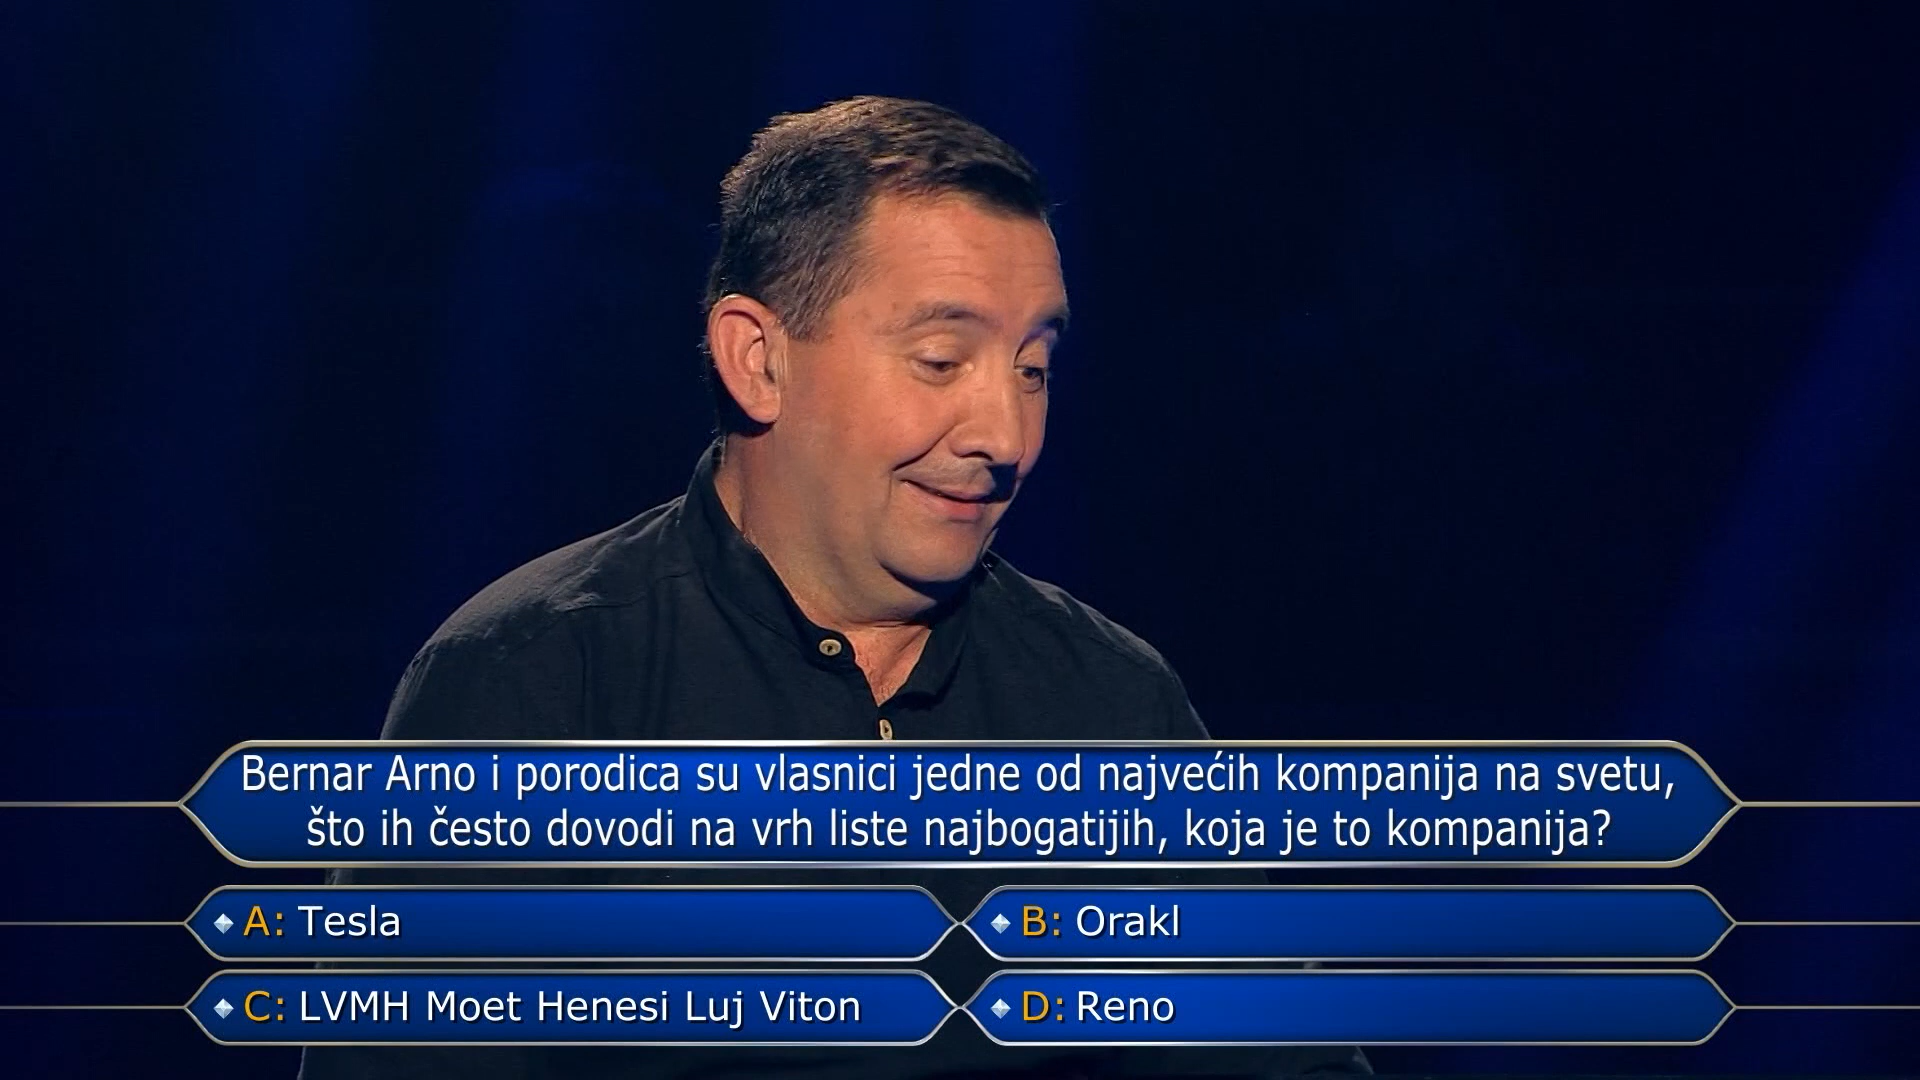 Bernar Arno i porodica su vlasnici jedne od najvećih kompanija na svetu,
što ih često dovodi na vrh liste najbogatijih, koja je to kompanija?
A: Tesla
B: Orakl
C: LVMH Moet Henesi Luj Viton
D: Reno